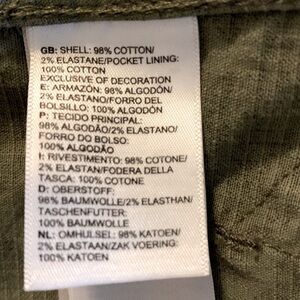 GB: SHELL: 98% COTTON/
2% ELASTANE/POCKET LINING:
100% COTTON
EXCLUSIVE OF DECORATION
E: ARMAZÓN: 98% ALGODÓN/
2% ELASTANO/FORRO DEL
BOLSILLO: 100% ALGODÓN
P: TECIDO PRINCIPAL:
98% ALGODÃO/2% ELASTANO/
FORRO DO BOLSO:
100% ALGODÃO
I: RIVESTIMENTO: 98% COTONE/
2% ELASTAN/FODERA DELLA
TASCA: 100% COTONE
D: OBERSTOFF:
98% BAUMWOLLE/2% ELASTHAN/
TASCHENFUTTER:
100% BAUMWOLLE
NL: OMHULSEL: 98% KATOEN/
2% ELASTAAN/ZAK VOERING:
100% KATOEN